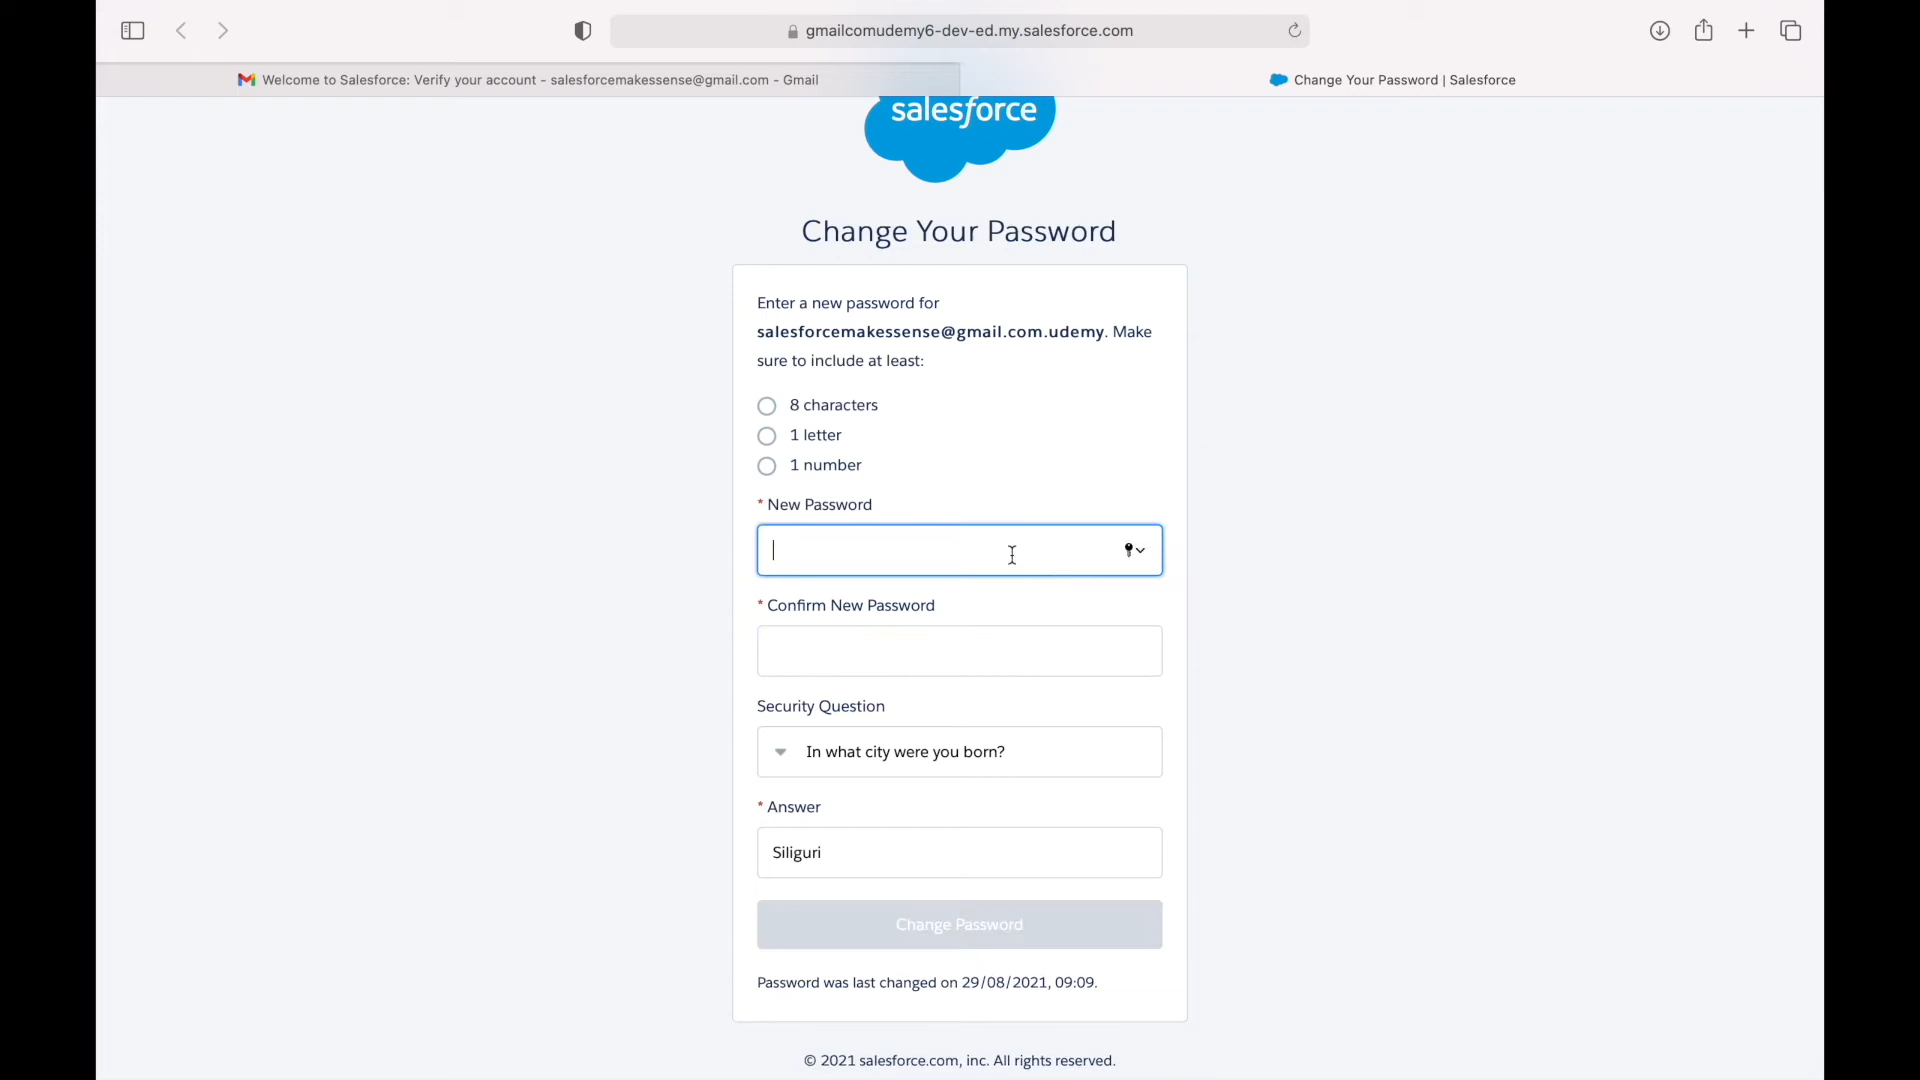 gmailcomudemy6-dev-ed.my.salesforce.com
Welcome to Salesforce: Verify your account - salesforcemakessense@gmail.com - Gmail
Change Your Password | Salesforce
salesforce
Change Your Password
Enter a new password for
salesforcemakessense@gmail.com.udemy. Make
sure to include at least:
8 characters
1 letter
1 number
* New Password
* Confirm New Password
Security Question
In what city were you born?
* Answer
Siliguri
Change Password
Password was last changed on 29/08/2021, 09:09.
© 2021 salesforce.com, inc. All rights reserved.